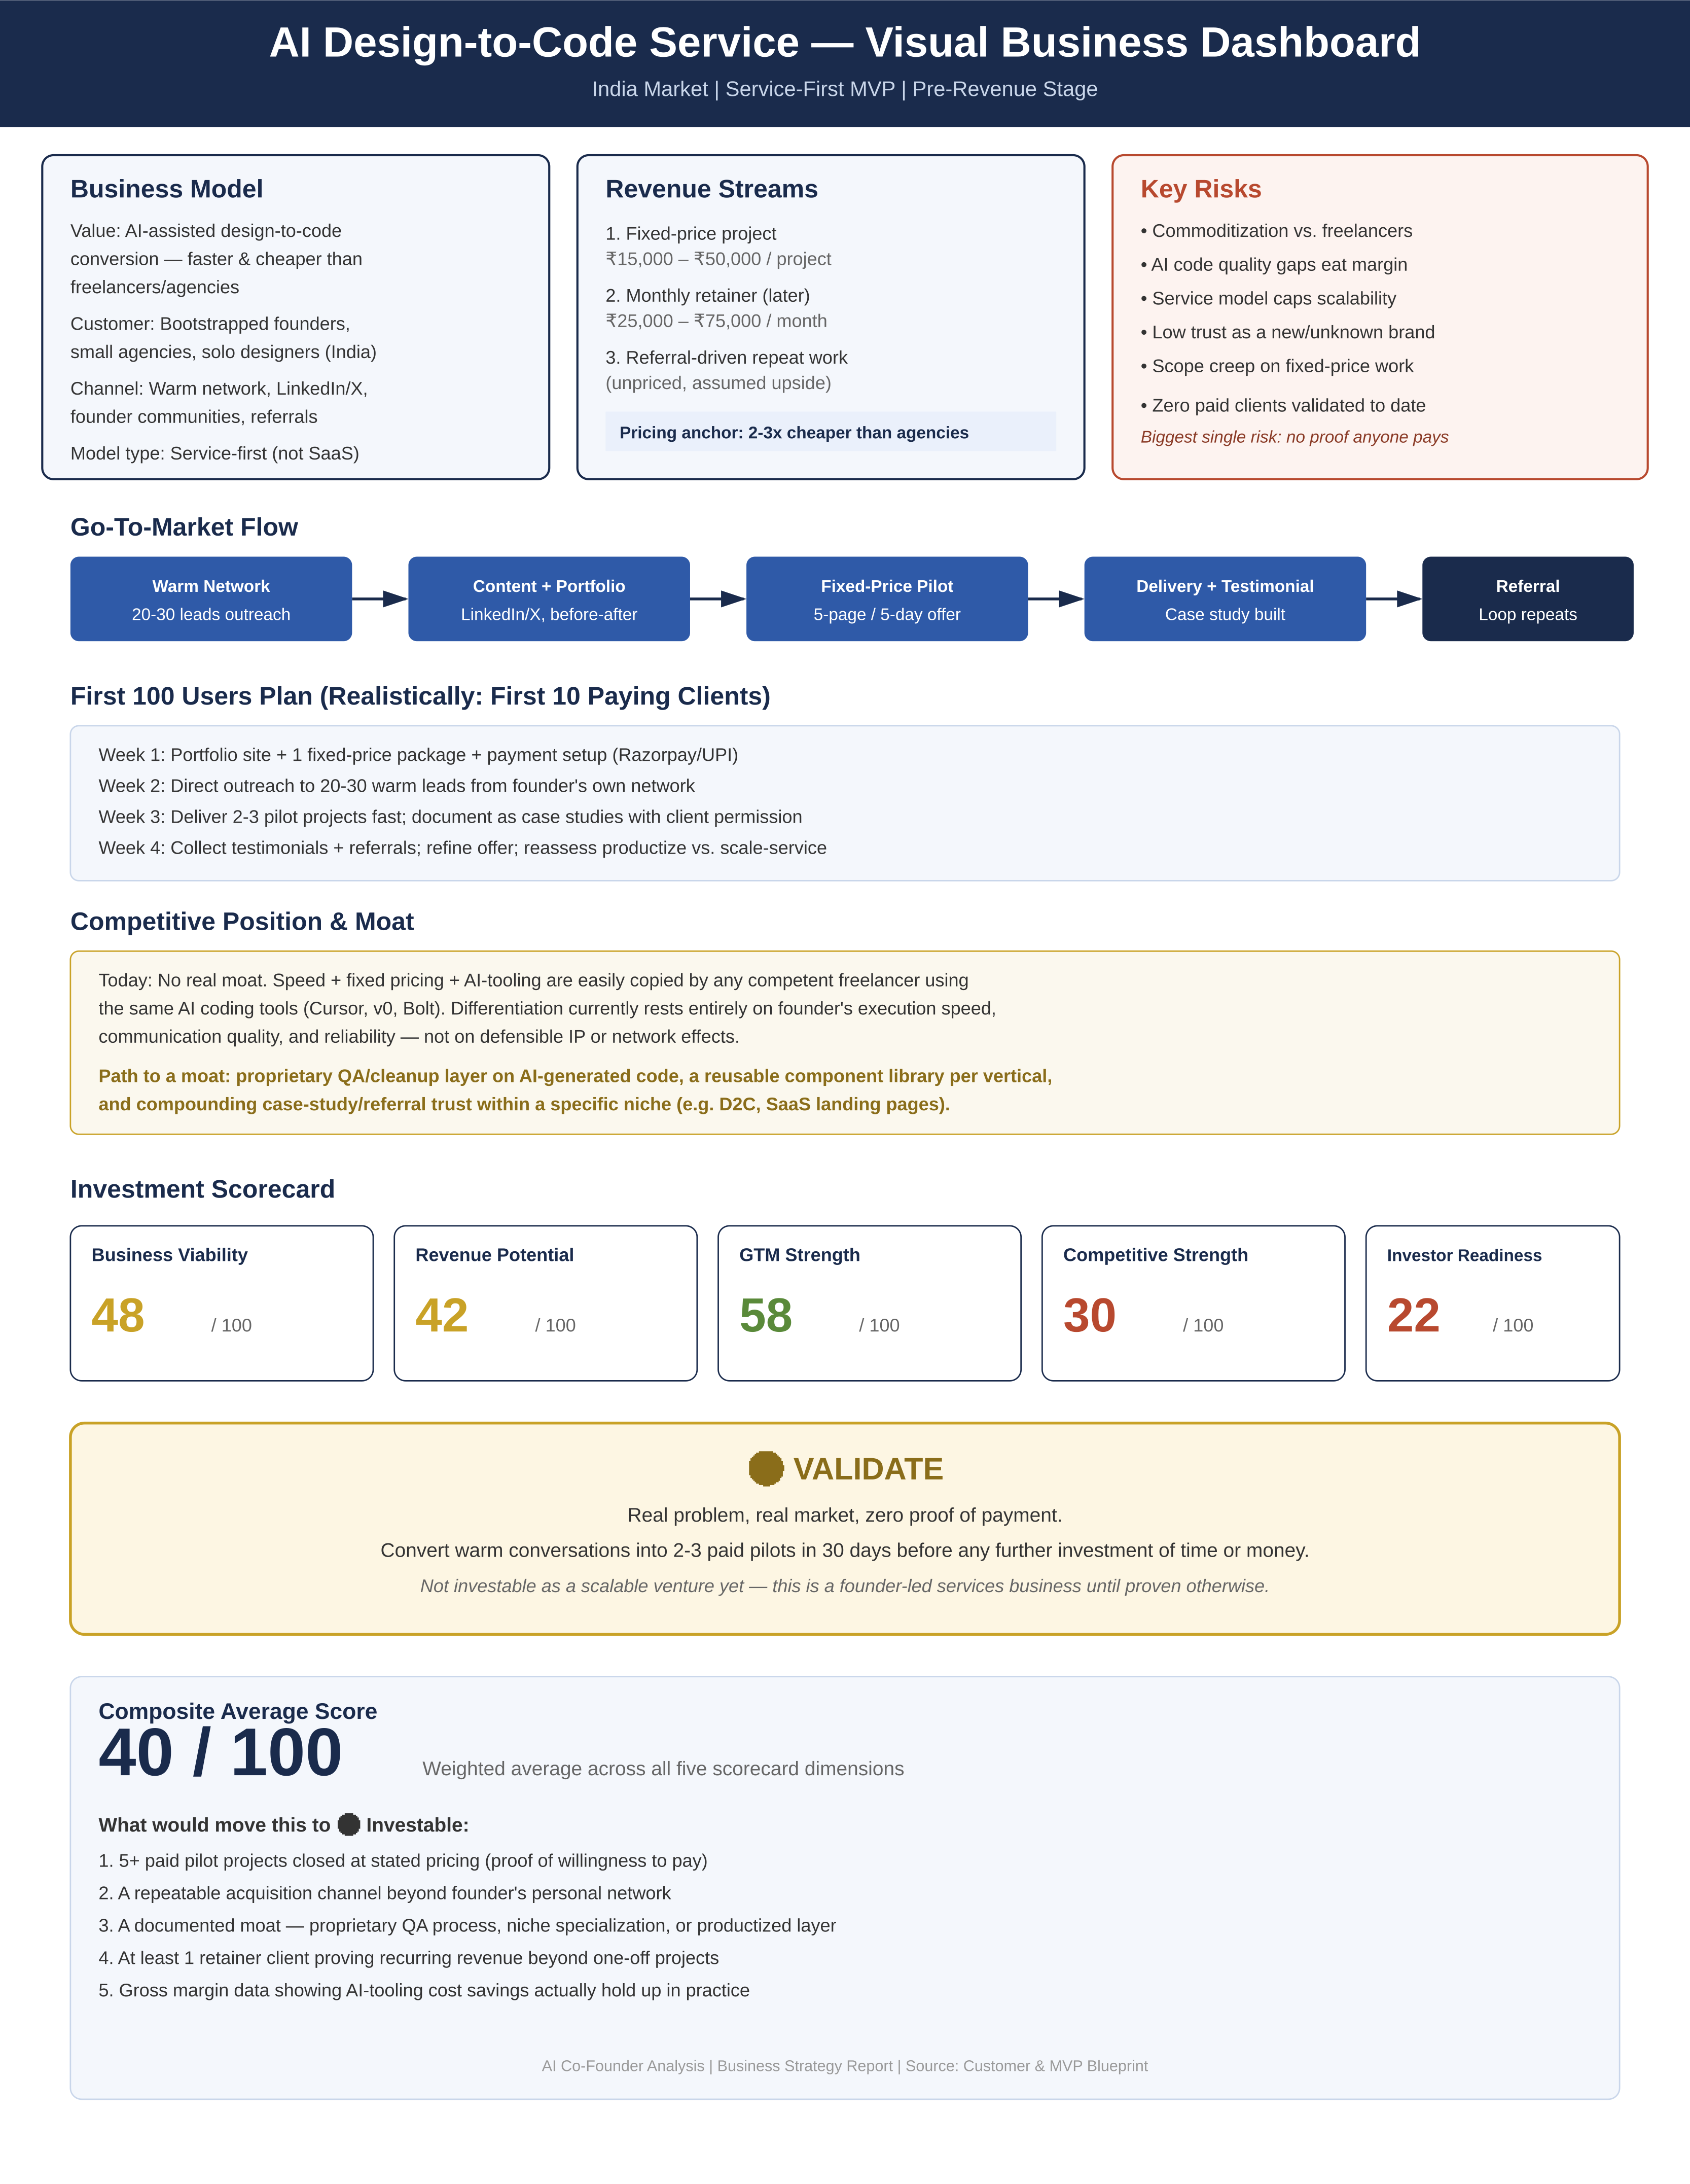 AI Design-to-Code Service — Visual Business Dashboard
India Market | Service-First MVP | Pre-Revenue Stage
Business Model
Value: AI-assisted design-to-code
conversion — faster & cheaper than
freelancers/agencies
Customer: Bootstrapped founders,
small agencies, solo designers (India)
Channel: Warm network, LinkedIn/X,
founder communities, referrals
Model type: Service-first (not SaaS)
Revenue Streams
1. Fixed-price project
₹15,000 – ₹50,000 / project
2. Monthly retainer (later)
₹25,000 – ₹75,000 / month
3. Referral-driven repeat work
(unpriced, assumed upside)
Pricing anchor: 2-3x cheaper than agencies
Key Risks
• Commoditization vs. freelancers
• AI code quality gaps eat margin
• Service model caps scalability
• Low trust as a new/unknown brand
• Scope creep on fixed-price work
• Zero paid clients validated to date
Biggest single risk: no proof anyone pays
Go-To-Market Flow
Warm Network
20-30 leads outreach
Content + Portfolio
LinkedIn/X, before-after
Fixed-Price Pilot
5-page / 5-day offer
Delivery + Testimonial
Case study built
Referral
Loop repeats
First 100 Users Plan (Realistically: First 10 Paying Clients)
Week 1: Portfolio site + 1 fixed-price package + payment setup (Razorpay/UPI)
Week 2: Direct outreach to 20-30 warm leads from founder's own network
Week 3: Deliver 2-3 pilot projects fast; document as case studies with client permission
Week 4: Collect testimonials + referrals; refine offer; reassess productize vs. scale-service
Competitive Position & Moat
Today: No real moat. Speed + fixed pricing + AI-tooling are easily copied by any competent freelancer using
the same AI coding tools (Cursor, v0, Bolt). Differentiation currently rests entirely on founder's execution speed,
communication quality, and reliability — not on defensible IP or network effects.
Path to a moat: proprietary QA/cleanup layer on AI-generated code, a reusable component library per vertical,
and compounding case-study/referral trust within a specific niche (e.g. D2C, SaaS landing pages).
Investment Scorecard
Business Viability
48 / 100
Revenue Potential
42 / 100
GTM Strength
58 / 100
Competitive Strength
30 / 100
Investor Readiness
22 / 100
VALIDATE
Real problem, real market, zero proof of payment.
Convert warm conversations into 2-3 paid pilots in 30 days before any further investment of time or money.
Not investable as a scalable venture yet — this is a founder-led services business until proven otherwise.
Composite Average Score
40 / 100 Weighted average across all five scorecard dimensions
What would move this to Investable:
1. 5+ paid pilot projects closed at stated pricing (proof of willingness to pay)
2. A repeatable acquisition channel beyond founder's personal network
3. A documented moat — proprietary QA process, niche specialization, or productized layer
4. At least 1 retainer client proving recurring revenue beyond one-off projects
5. Gross margin data showing AI-tooling cost savings actually hold up in practice
AI Co-Founder Analysis | Business Strategy Report | Source: Customer & MVP Blueprint